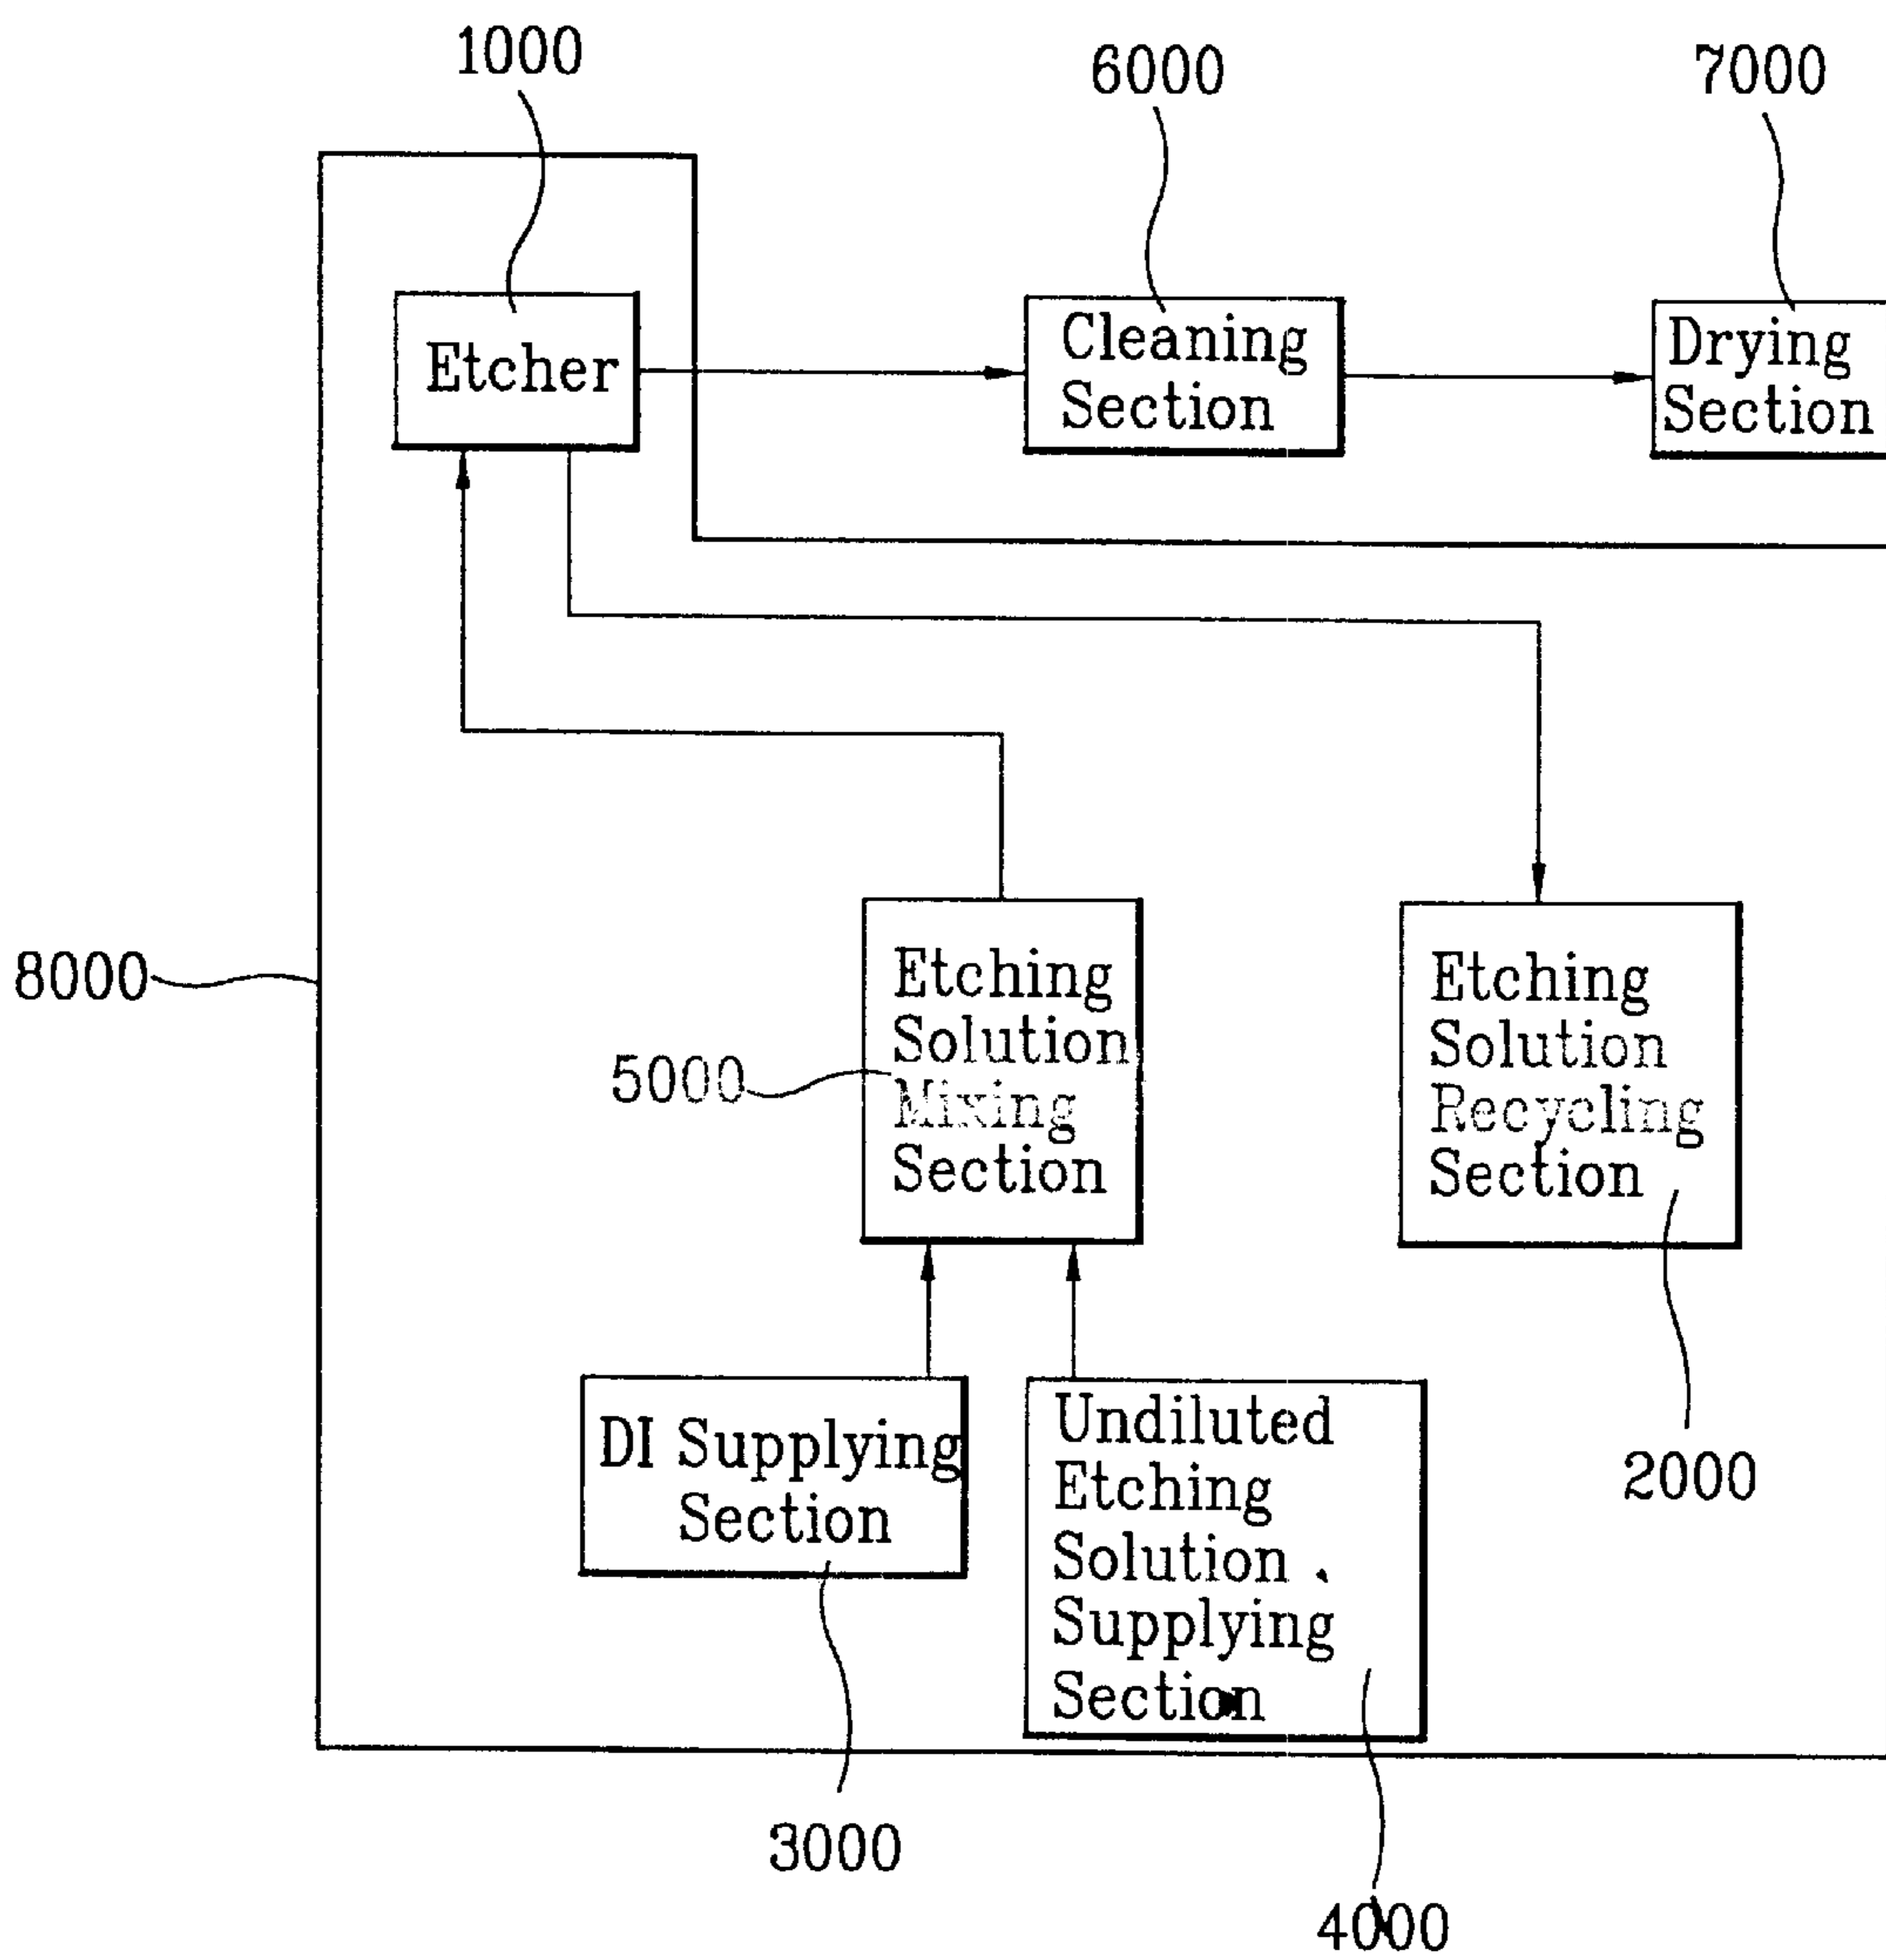 1000
6000
7000
Etcher
Cleaning
Section
Drying
Section
8000
5000
Etching
Solution
Mixing
Section
Etching
Solution
Recycling
Section
2000
DI Supplying
Section
3000
Undiluted
Etching
Solution
Supplying
Section
4000